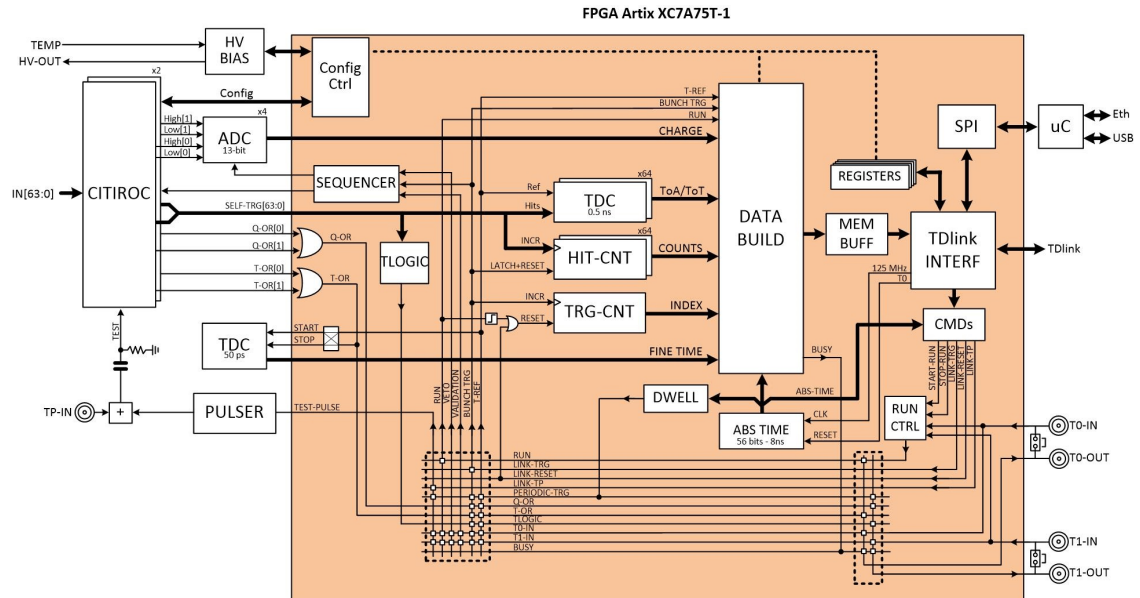 FPGA Artix XC7A75T-1
TEMP
HV-OUT
HV
BIAS
Config
Ctrl
x2
Config
High[1]
Low[1]
High[0]
Low[0]
x4
ADC
13-bit
T-REF
BUNCH TRG
RUN
CHARGE
SPI
uC
Eth
USB
IN[63:0]
CITIROC
SEQUENCER
SELF-TRG[63:0]
Ref
Hits
x64
TDC
0.5 ns
ToA/ToT
DATA
BUILD
REGISTERS
MEM
BUFF
TDlink
INTERF
TDlink
Q-OR[0]
Q-OR[1]
Q-OR
T-OR[0]
T-OR[1]
T-OR
TLOGIC
INCR
LATCH+RESET
x64
HIT-CNT
COUNTS
125 MHz
T0
INCR
RESET
TRG-CNT
INDEX
CMDs
TEST
TDC
50 ps
START
STOP
FINE TIME
BUSY
START-RUN
STOP-RUN
LINK-TRG
LINK-RESET
LINK-TP
TP-IN
+
PULSER
TEST-PULSE
RUN
VETO
VALIDATION
BUNCH TRG
T-REF
DWELL
ABS-TIME
ABS TIME
56 bits - 8ns
CLK
RESET
RUN
CTRL
T0-IN
T0-OUT
RUN
LINK-TRG
LINK-RESET
LINK-TP
PERIODIC-TRG
Q-OR
T-OR
TLOGIC
T0-IN
T1-IN
BUSY
T1-IN
T1-OUT